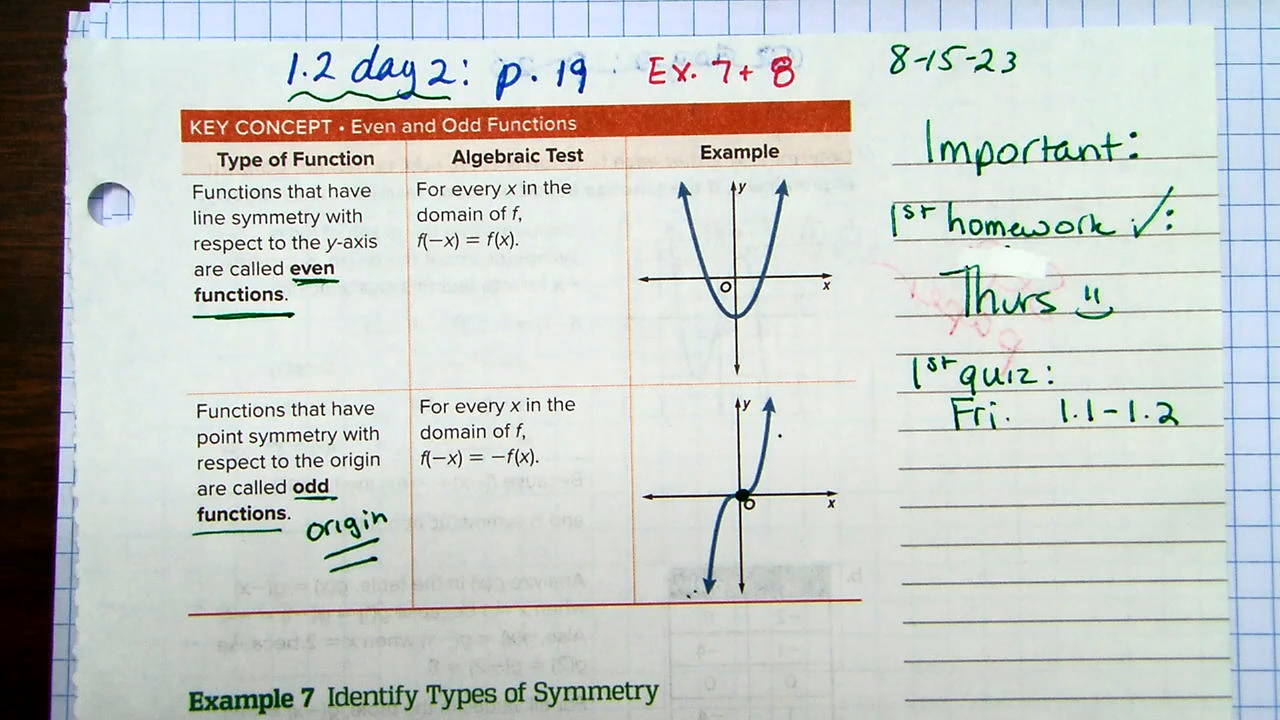 1.2 day 2: p. 19 Ex. 7 + 8
8-15-23
KEY CONCEPT • Even and Odd Functions
Type of Function
Algebraic Test
Example
Functions that have
line symmetry with
respect to the y-axis
are called even
functions.
For every x in the
domain of f,
f(−x) = f(x).
y
O
x
Functions that have
point symmetry with
respect to the origin
are called odd
functions.
origin
For every x in the
domain of f,
f(−x) = −f(x).
y
O
x
Example 7 Identify Types of Symmetry
Important:
1st homework ✓:
Thurs
1st quiz:
Fri. 1.1-1.2